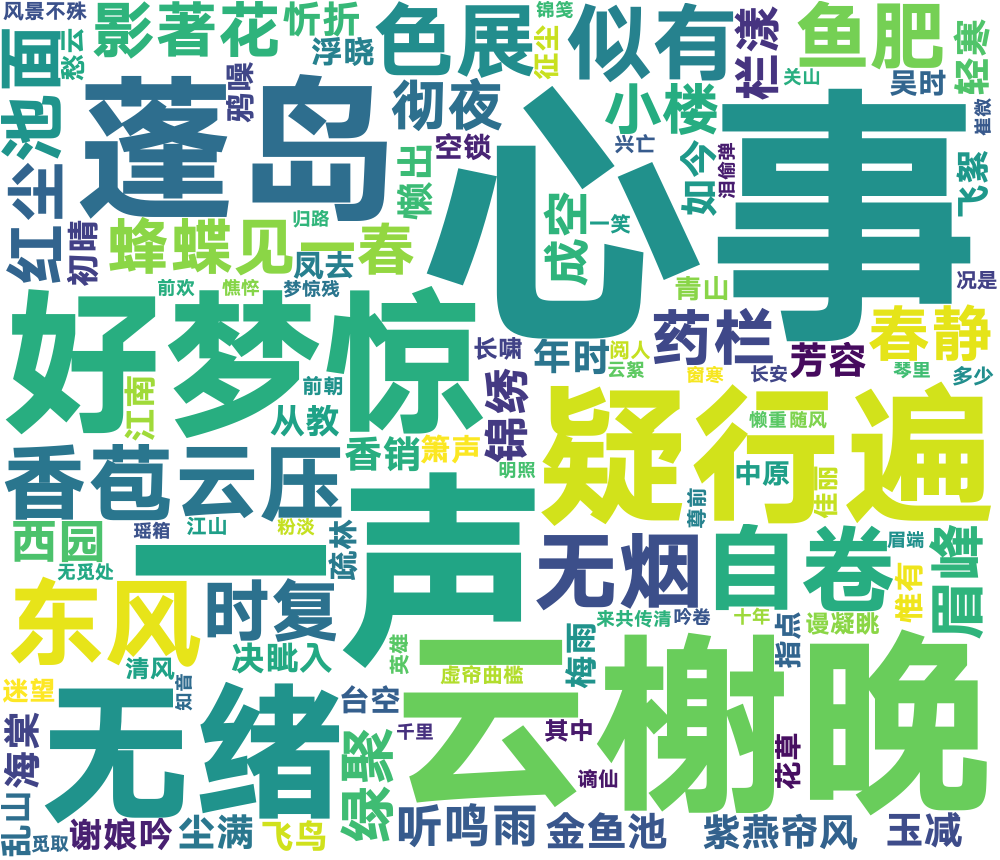 风景不殊
影著花
忻折
色展
锦笺
似有
栏漾
鱼肥
轻寒
面
愁云
浮晓
征尘
关山
吴时
池
蓬岛
鸦噪
彻夜
小楼
心事
崔微
空锁
兴亡
如今
泪偷弹
飞絮
红尘
懒出
初晴
归路
成空
一笑
蜂蝶见一春
凤去
前欢
憔悴
梦惊残
青山
况是
好梦惊
长啸
年时
阅人
云絮
药栏
芳容
春静
窗寒
长安
琴里
多少
前朝
锦绣
江南
从教
疑行遍
懒重随风
香苞云压
香销
箫声
明照
中原
佳丽
尊前
西园
瑶箱
江山
粉淡
疏林
一声
无烟
自卷
眉峰
眉端
无觅处
惟有
东风
时复
来共传清
吟卷
十年
谩凝眺
指点
梅雨
英雄
决眦入
清风
虚帘曲槛
云榭晚
迷望
知音
无绪
台空
千里
其中
海棠
绿聚
谪仙
花草
乱山
觅取
谢娘吟
尘满
飞鸟
听鸣雨
金鱼池
紫燕帘风
玉减